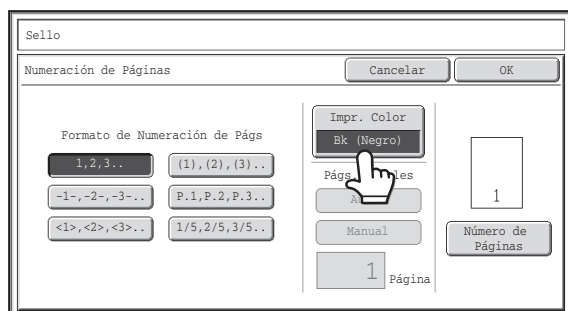 Sello
Numeración de Páginas
Cancelar
OK
Formato de Numeración de Págs
1,2,3..
(1),(2),(3)..
-1-,-2-,-3-..
P.1,P.2,P.3..
<1>,<2>,<3>..
1/5,2/5,3/5..
Impr. Color
Bk (Negro)
Págs.
Manual
1 Página
1
Número de
Páginas